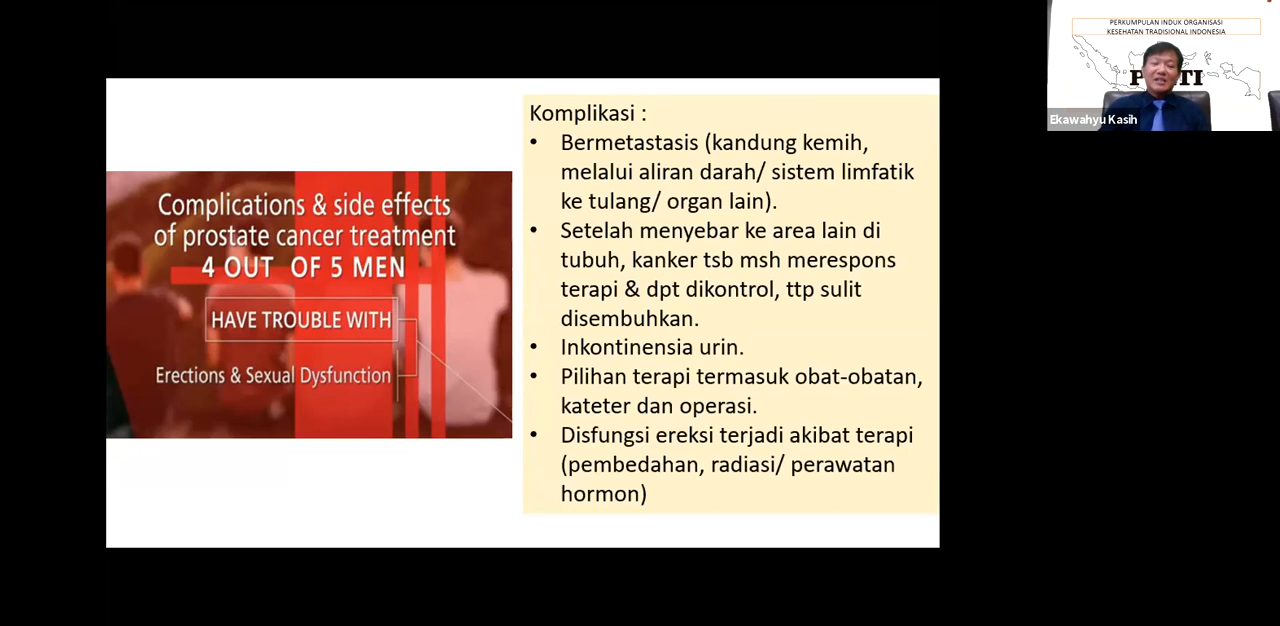 Complications & side effects
of prostate cancer treatment
4 OUT OF 5 MEN
HAVE TROUBLE WITH
Erections & Sexual Dysfunction
Komplikasi :
• Bermetastasis (kandung kemih,
melalui aliran darah/ sistem limfatik
ke tulang/ organ lain).
• Setelah menyebar ke area lain di
tubuh, kanker tsb msh merespons
terapi & dpt dikontrol, ttp sulit
disembuhkan.
• Inkontinensia urin.
• Pilihan terapi termasuk obat-obatan,
kateter dan operasi.
• Disfungsi ereksi terjadi akibat terapi
(pembedahan, radiasi/ perawatan
hormon)
PERKUMPULAN INDUK ORGANISASI
KESEHATAN TRADISIONAL INDONESIA
Ekawahyu Kasih